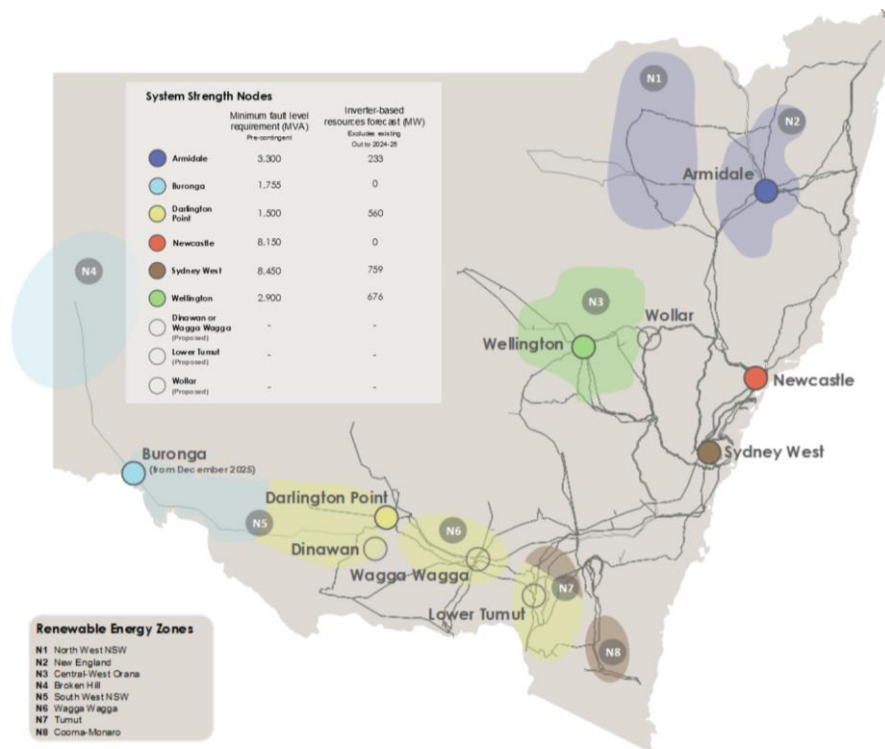 System Strength Nodes
Minimum fault level requirement (MVA)
Pre-contingent
Inverter-based resources forecast (MW)
Excludes existing
Out to 2024-25
Armidale 3,300 233
Buronga 1,755 0
Darlington Point 1,500 560
Newcastle 8,150 0
Sydney West 8,450 759
Wellington 2,900 676
Dinawan or Wagga Wagga (Proposed) - -
Lower Tumut (Proposed) - -
Wollar (Proposed) - -
N1
N2
Armidale
N4
N3
Wollar
Wellington
Newcastle
Sydney West
Buronga
(from December 2025)
Darlington Point
N5
N6
Dinawan
Wagga Wagga
N7
Lower Tumut
N8
Renewable Energy Zones
N1 North West NSW
N2 New England
N3 Central-West Orana
N4 Broken Hill
N5 South West NSW
N6 Wagga Wagga
N7 Tumut
N8 Cooma-Monaro